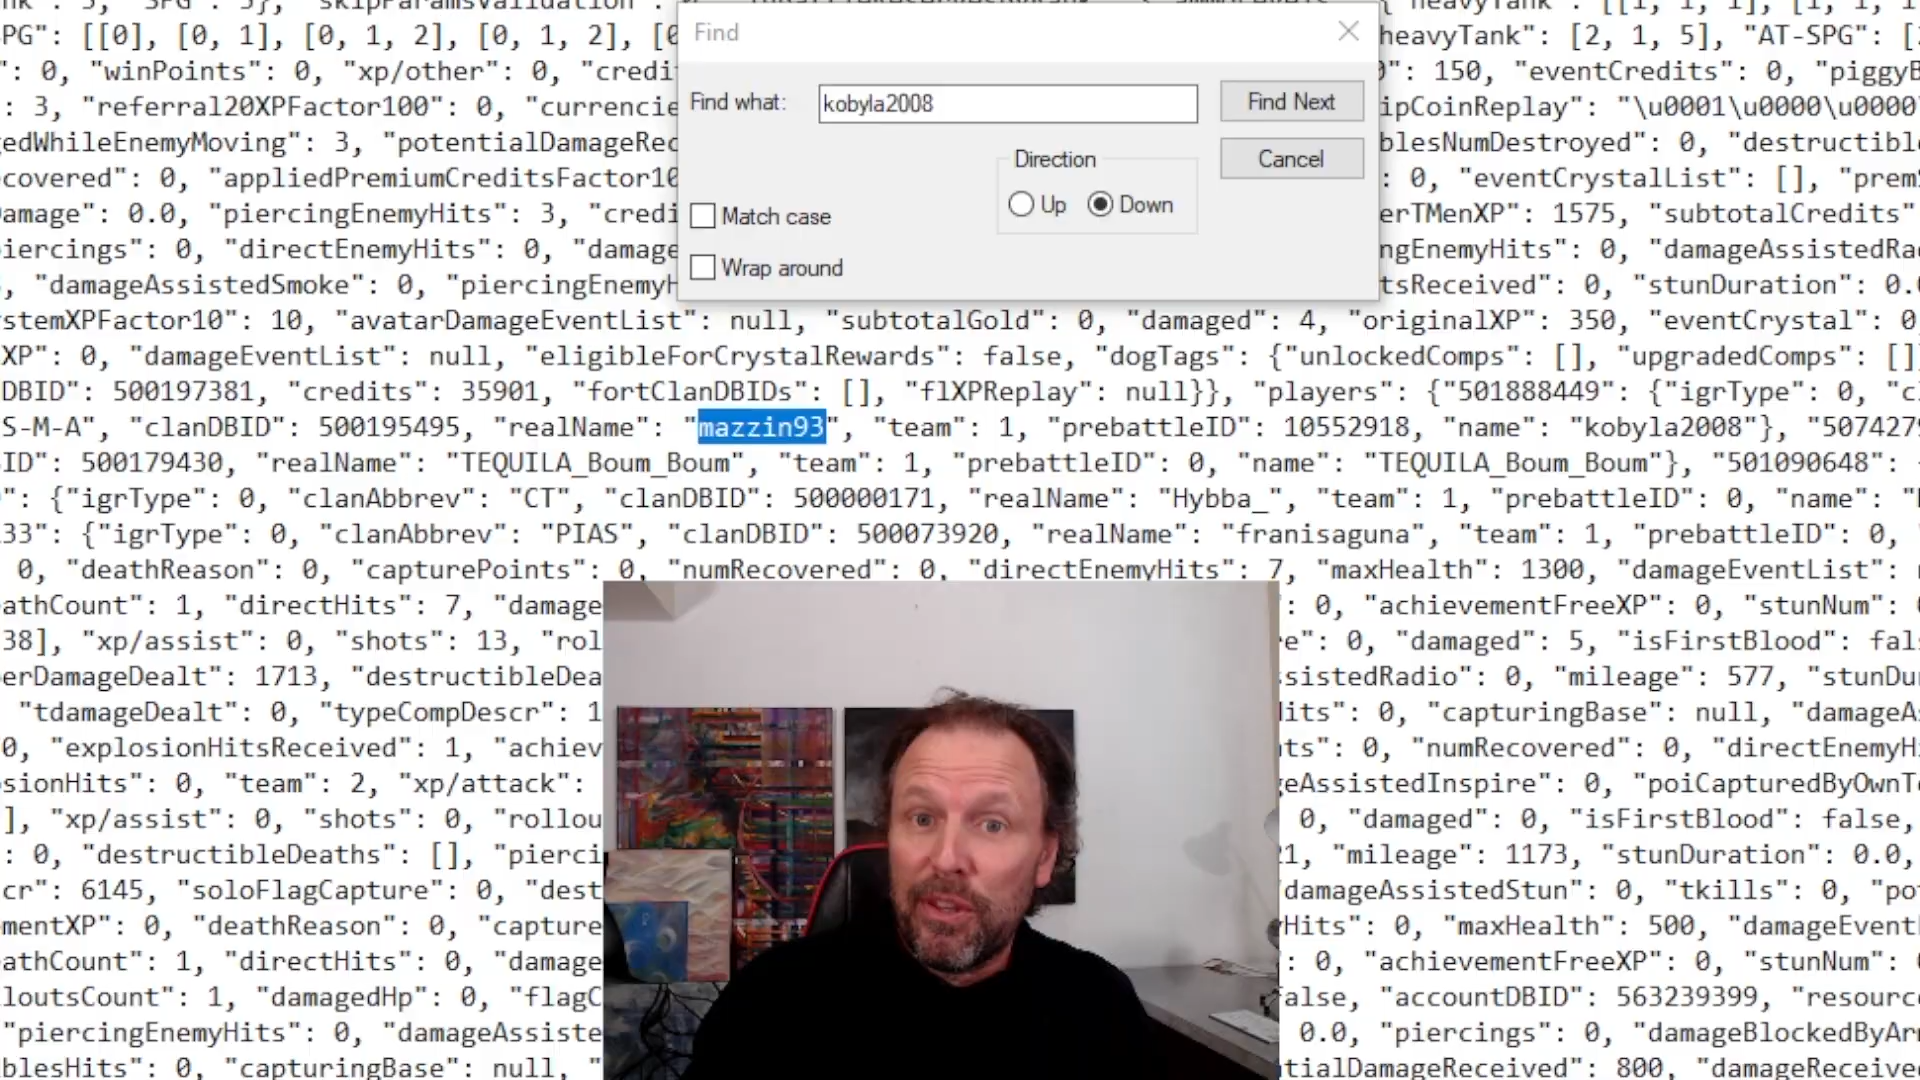 PG": [[0], [0, 1], [0, 1, 2], [0, 1, 2], [0
Find
heavyTank": [2, 1, 5], "AT-SPG": [
": 0, "winPoints": 0, "xp/other": 0, "credi
": 150, "eventCredits": 0, "piggyB
: 3, "referral20XPFactor100": 0, "currencie
Find what:
kobyla2008
Find Next
ipCoinReplay": "\u0001\u0000\u0000
gedWhileEnemyMoving": 3, "potentialDamageRec
Direction
Cancel
blesNumDestroyed": 0, "destructibl
covered": 0, "appliedPremiumCreditsFactor10
: 0, "eventCrystalList": [], "prem
amage": 0.0, "piercingEnemyHits": 3, "credi
Match case
Up
Down
erTMenXP": 1575, "subtotalCredits"
piercings": 0, "directEnemyHits": 0, "damage
Wrap around
ngEnemyHits": 0, "damageAssistedRa
, "damageAssistedSmoke": 0, "piercingEnemyH
tsReceived": 0, "stunDuration": 0.
stemXPFactor10": 10, "avatarDamageEventList": null, "subtotalGold": 0, "damaged": 4, "originalXP": 350, "eventCrystal": 0
XP": 0, "damageEventList": null, "eligibleForCrystalRewards": false, "dogTags": {"unlockedComps": [], "upgradedComps": []
DBID": 500197381, "credits": 35901, "fortClanDBIDs": [], "flXPReplay": null}}, "players": {"501888449": {"igrType": 0, "c
S-M-A", "clanDBID": 500195495, "realName": "mazzin93", "team": 1, "prebattleID": 10552918, "name": "kobyla2008"}, "507427
ID": 500179430, "realName": "TEQUILA_Boum_Boum", "team": 1, "prebattleID": 0, "name": "TEQUILA_Boum_Boum"}, "501090648":
": {"igrType": 0, "clanAbbrev": "CT", "clanDBID": 500000171, "realName": "Hybba_", "team": 1, "prebattleID": 0, "name": "
33": {"igrType": 0, "clanAbbrev": "PIAS", "clanDBID": 500073920, "realName": "franisaguna", "team": 1, "prebattleID": 0,
0, "deathReason": 0, "capturePoints": 0, "numRecovered": 0, "directEnemyHits": 7, "maxHealth": 1300, "damageEventList":
athCount": 1, "directHits": 7, "damage
: 0, "achievementFreeXP": 0, "stunNum":
38], "xp/assist": 0, "shots": 13, "rol
e": 0, "damaged": 5, "isFirstBlood": fal
erDamageDealt": 1713, "destructibleDea
sistedRadio": 0, "mileage": 577, "stunDu
"tdamageDealt": 0, "typeCompDescr": 1
its": 0, "capturingBase": null, "damageA
0, "explosionHitsReceived": 1, "achiev
ts": 0, "numRecovered": 0, "directEnemyH
sionHits": 0, "team": 2, "xp/attack":
eAssistedInspire": 0, "poiCapturedByOwnT
], "xp/assist": 0, "shots": 0, "rollou
0, "damaged": 0, "isFirstBlood": false,
: 0, "destructibleDeaths": [], "pierci
21, "mileage": 1173, "stunDuration": 0.0,
cr": 6145, "soloFlagCapture": 0, "dest
damageAssistedStun": 0, "tkills": 0, "po
mentXP": 0, "deathReason": 0, "capture
Hits": 0, "maxHealth": 500, "damageEvent
athCount": 1, "directHits": 0, "damage
: 0, "achievementFreeXP": 0, "stunNum":
loutsCount": 1, "damagedHp": 0, "flagC
alse, "accountDBID": 563239399, "resourc
"piercingEnemyHits": 0, "damageAssiste
0.0, "piercings": 0, "damageBlockedByAr
blesHits": 0, "capturingBase": null, "
tialDamageReceived": 800, "damageReceive